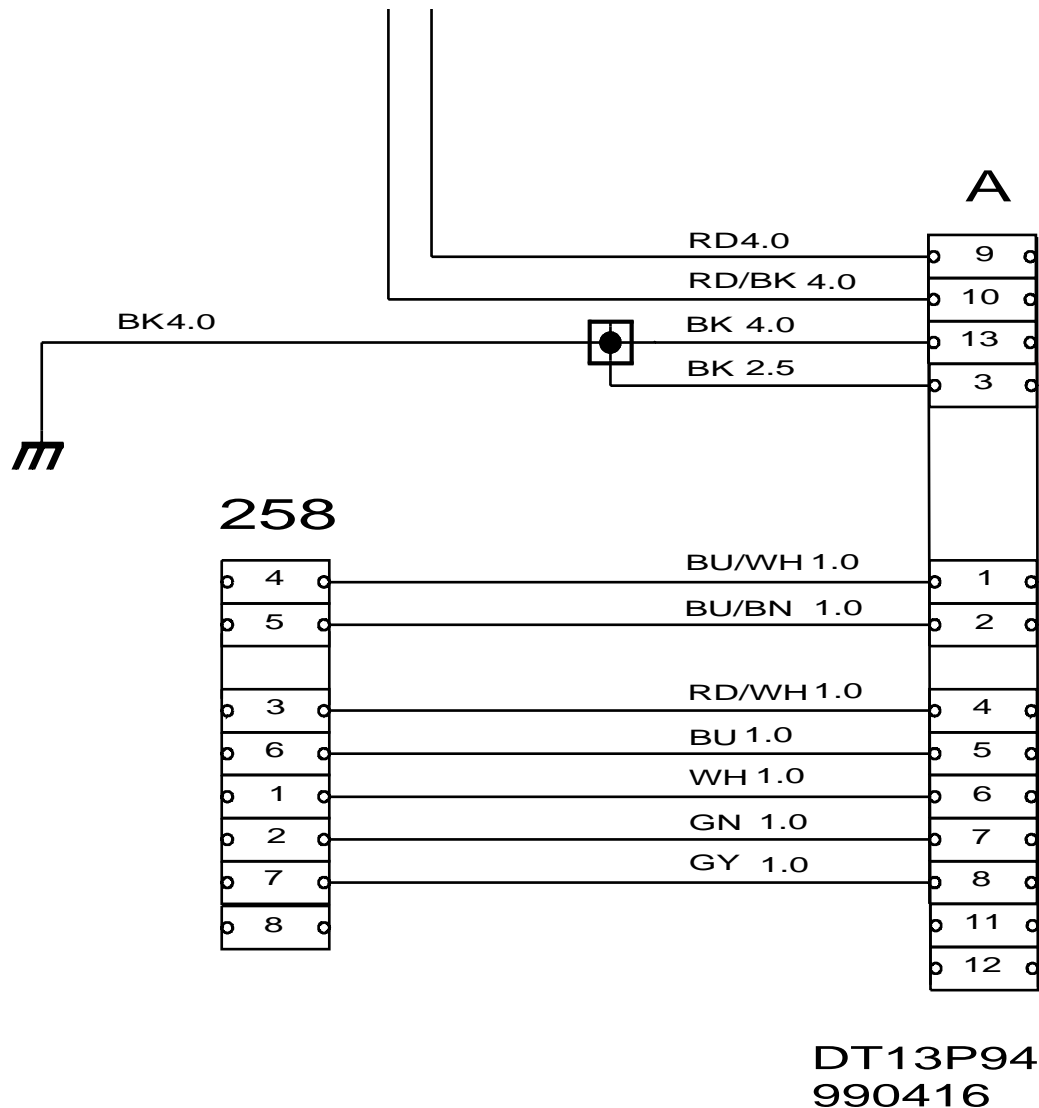 A
RD4.0 9
RD/BK 4.0 10
BK4.0 BK 4.0 13
BK 2.5 3
258
4 BU/WH 1.0 1
5 BU/BN 1.0 2
3 RD/WH 1.0 4
6 BU 1.0 5
1 WH 1.0 6
2 GN 1.0 7
7 GY 1.0 8
8 11
12
DT13P94
990416